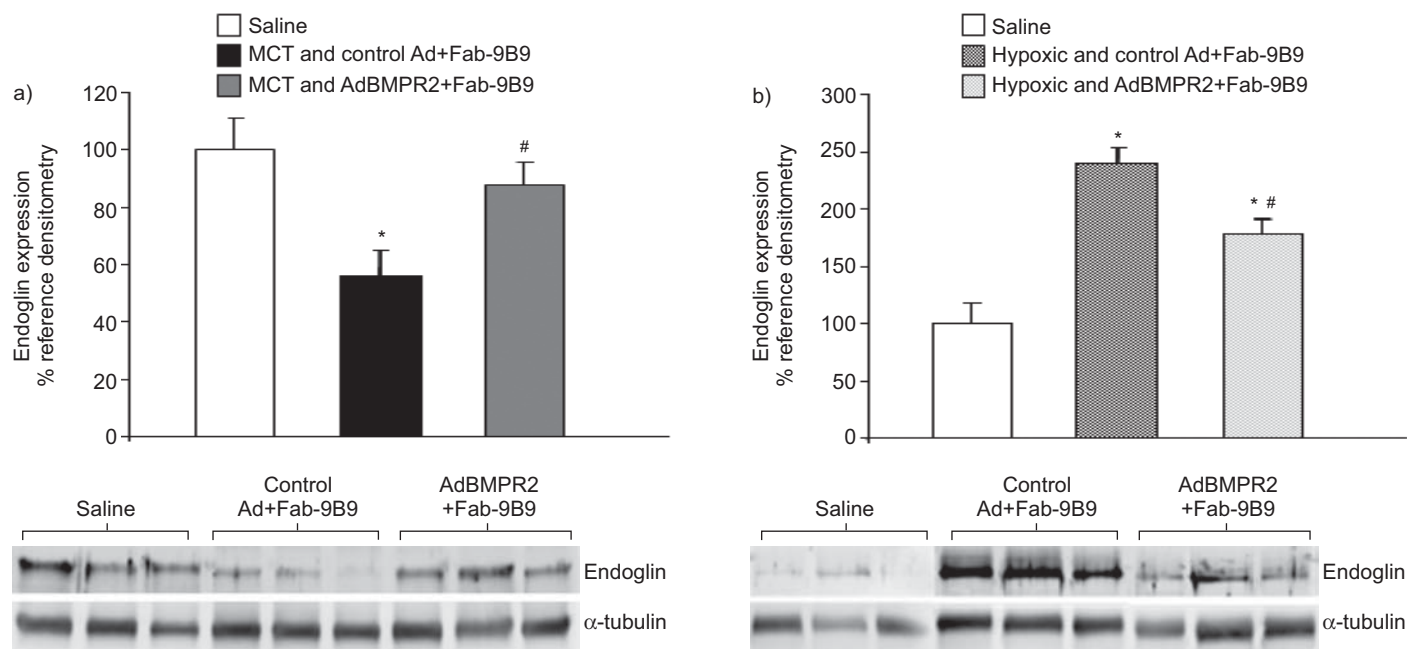 Saline
MCT and control Ad+Fab-9B9
MCT and AdBMPR2+Fab-9B9
a)
Endoglin expression
% reference densitometry
120
100
80
60
40
20
0
*
#
Control
Ad+Fab-9B9
AdBMPR2
+Fab-9B9
Saline
Endoglin
α-tubulin
Saline
Hypoxic and control Ad+Fab-9B9
Hypoxic and AdBMPR2+Fab-9B9
b)
Endoglin expression
% reference densitometry
300
250
200
150
100
50
0
*
* #
Saline
Control
Ad+Fab-9B9
AdBMPR2
+Fab-9B9
Endoglin
α-tubulin